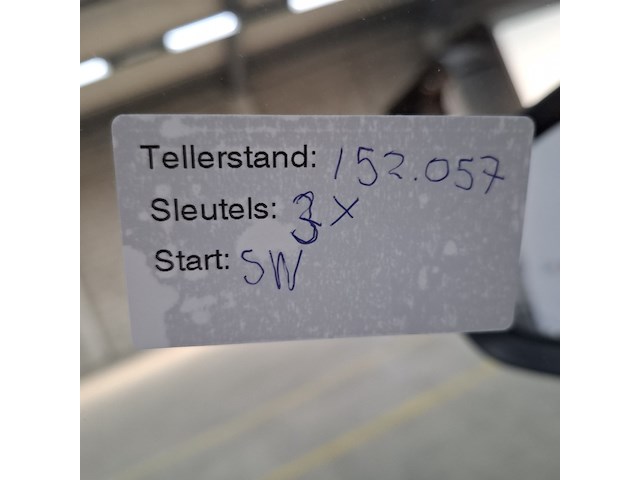 Tellerstand: 152.057
Sleutels: 3x
Start: SW